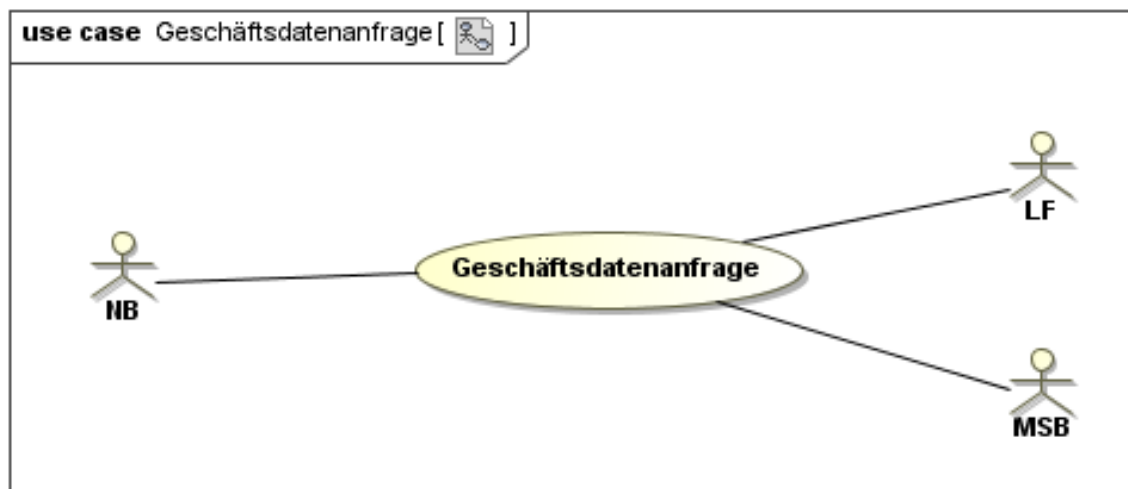 use case Geschäftsdatenanfrage [ ]
LF
Geschäftsdatenanfrage
NB
MSB